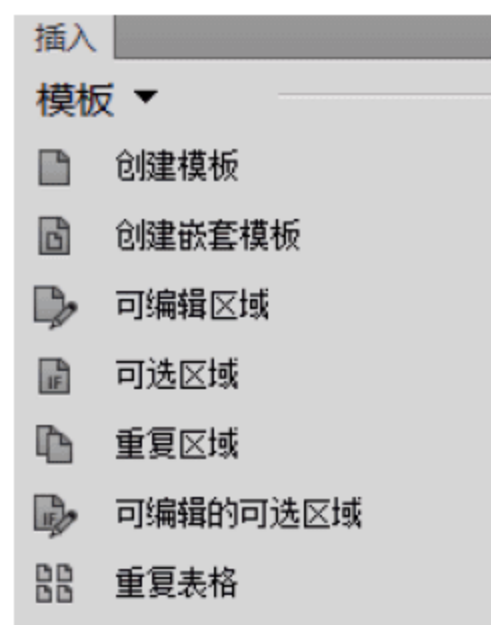 插入
模板
创建模板
创建嵌套模板
可编辑区域
IF 可选区域
重复区域
IF 可编辑的可选区域
重复表格